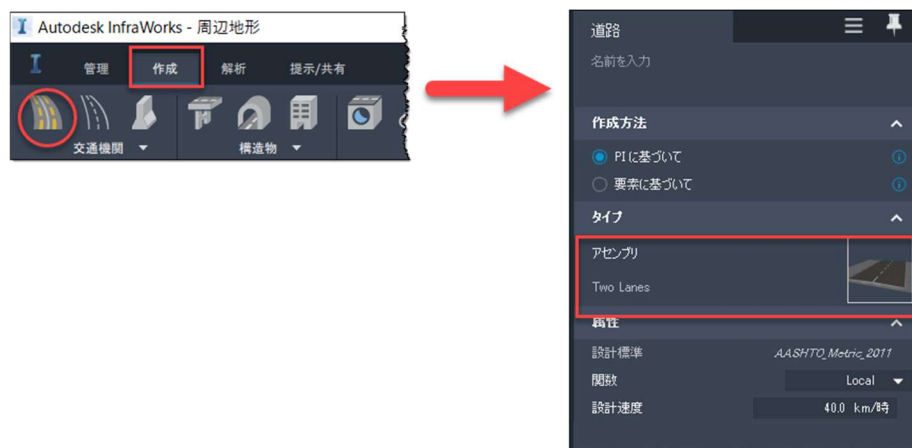 Autodesk InfraWorks - 周辺地形
管理 作成 解析 提示/共有
交通機関 構造物
道路
名前を入力
作成方法
PIに基づいて
要素に基づいて
タイプ
アセンブリ
Two Lanes
属性
設計標準 AASHTO_Metric_2011
関数 Local
設計速度 40.0 km/時